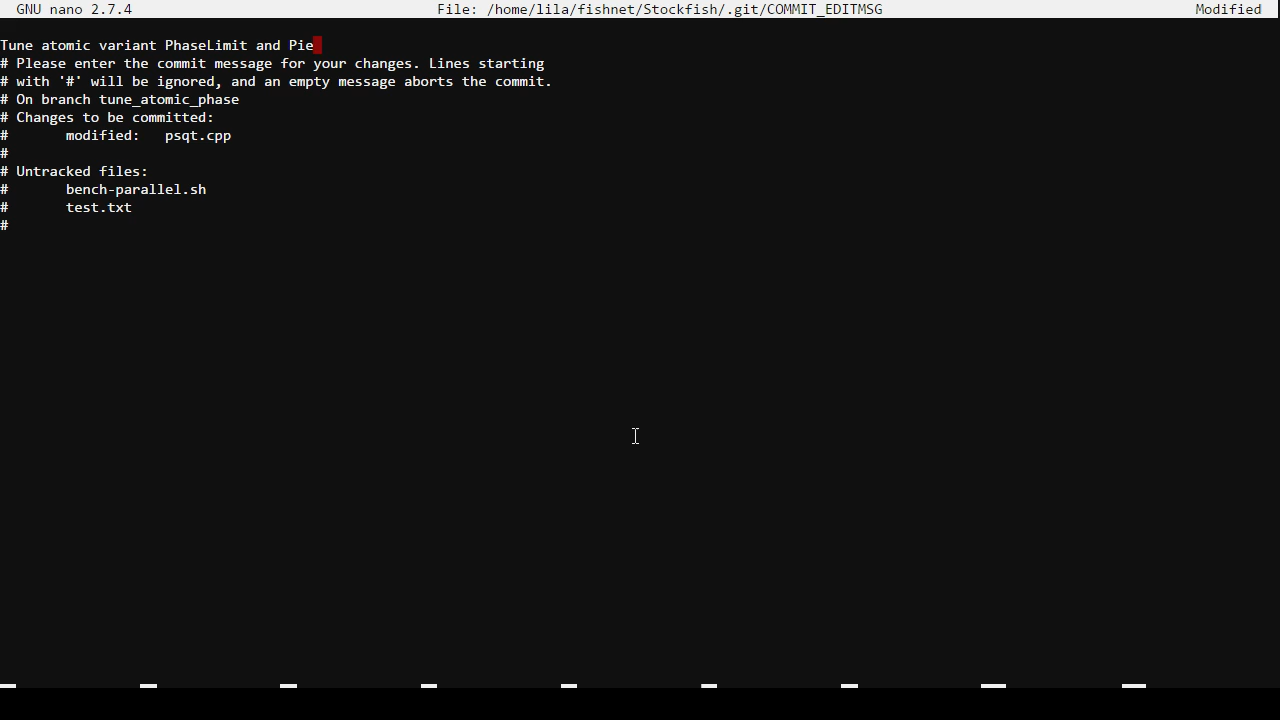 GNU nano 2.7.4 File: /home/lila/fishnet/Stockfish/.git/COMMIT_EDITMSG Modified
Tune atomic variant PhaseLimit and Pie
# Please enter the commit message for your changes. Lines starting
# with '#' will be ignored, and an empty message aborts the commit.
# On branch tune_atomic_phase
# Changes to be committed:
# modified: psqt.cpp
#
# Untracked files:
# bench-parallel.sh
# test.txt
#